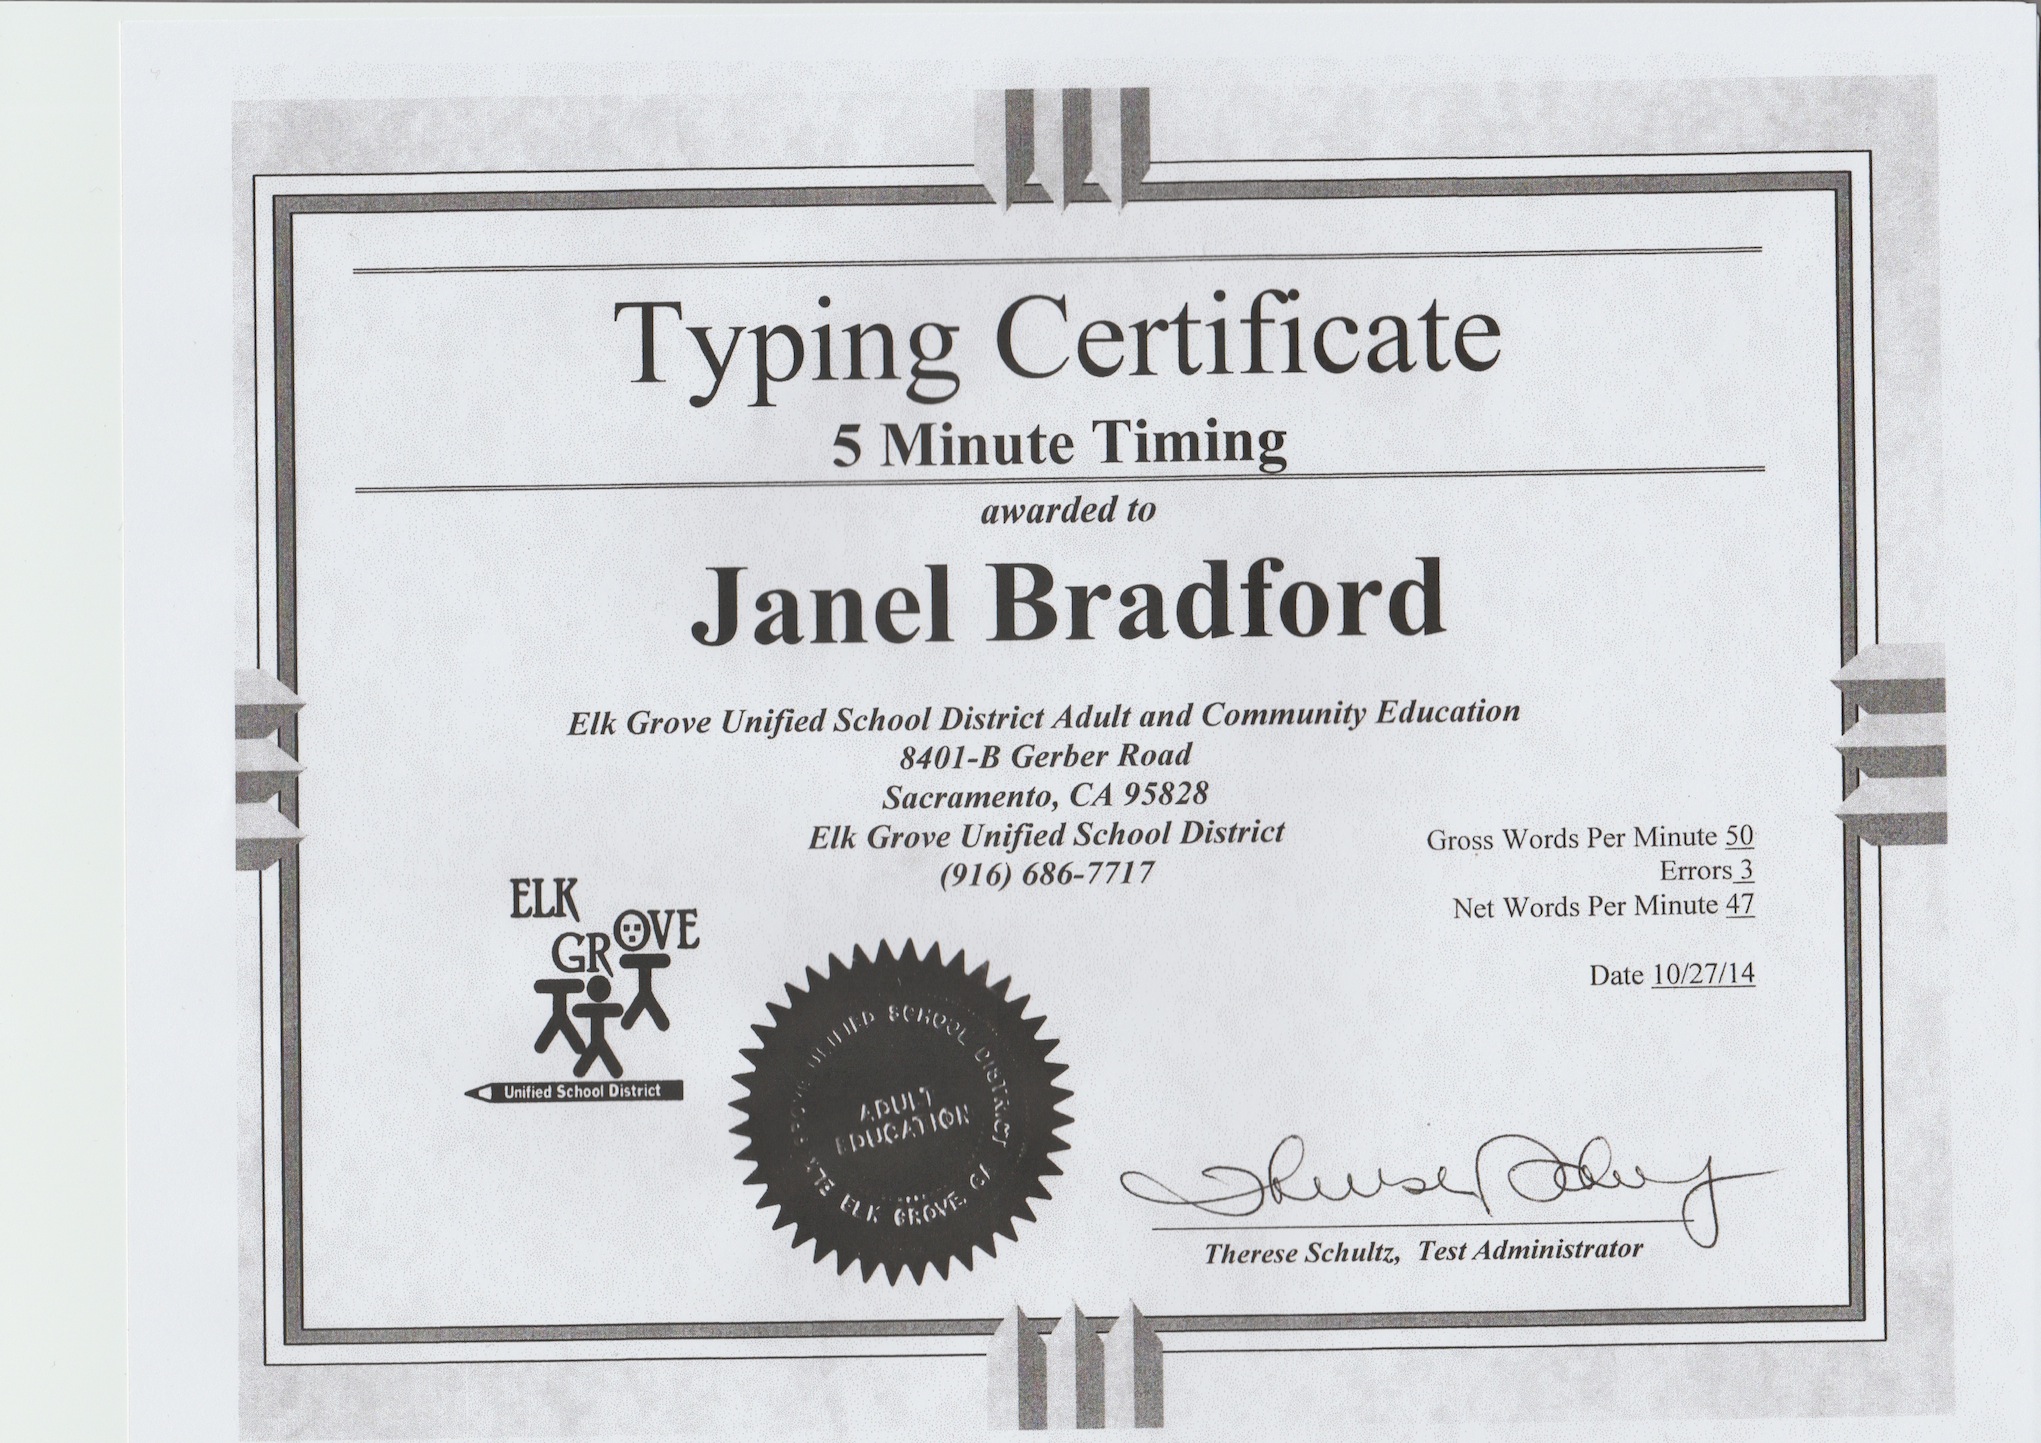 Typing Certificate
5 Minute Timing
awarded to
Janel Bradford
Elk Grove Unified School District Adult and Community Education
8401-B Gerber Road
Sacramento, CA 95828
Elk Grove Unified School District
(916) 686-7717
Gross Words Per Minute 50
Errors 3
Net Words Per Minute 47
Date 10/27/14
ELK
GROVE
Unified School District
UNIFIED SCHOOL DISTRICT
ADULT
EDUCATION
ELK GROVE, CA
Therese Schultz, Test Administrator